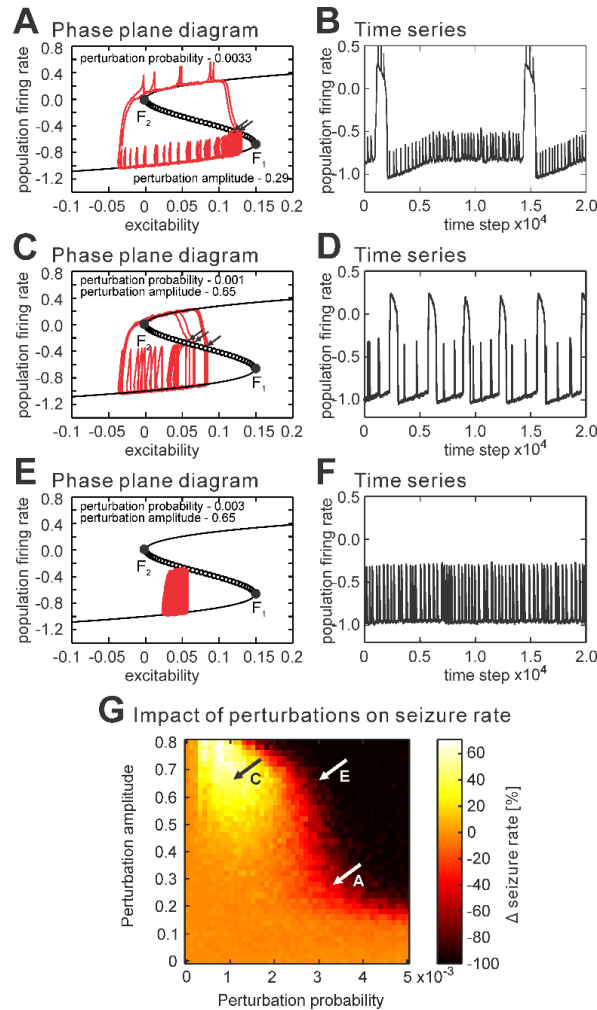 A Phase plane diagram
B Time series
perturbation probability - 0.0033
perturbation amplitude - 0.29
F2
F1
population firing rate
0.8
0.4
0.0
-0.4
-0.8
-1.2
-0.1 -0.05 0 0.05 0.1 0.15 0.2
excitability
population firing rate
0.5
0.0
-0.5
-1.0
0 0.5 1.0 1.5 2.0
time step x10^4
C Phase plane diagram
D Time series
perturbation probability - 0.001
perturbation amplitude - 0.65
F2
F1
population firing rate
0.8
0.4
0.0
-0.4
-0.8
-1.2
-0.1 -0.05 0 0.05 0.1 0.15 0.2
excitability
population firing rate
0.5
0.0
-0.5
-1.0
0 0.5 1.0 1.5 2.0
time step x10^4
E Phase plane diagram
F Time series
perturbation probability - 0.003
perturbation amplitude - 0.65
F2
F1
population firing rate
0.8
0.4
0.0
-0.4
-0.8
-1.2
-0.1 -0.05 0 0.05 0.1 0.15 0.2
excitability
population firing rate
0.5
0.0
-0.5
-1.0
0 0.5 1.0 1.5 2.0
time step x10^4
G Impact of perturbations on seizure rate
Perturbation amplitude
0.8
0.7
0.6
0.5
0.4
0.3
0.2
0.1
0
C
E
A
0 1 2 3 4 5 x10^-3
Perturbation probability
60
40
20
0
-20
-40
-60
-80
-100
Δ seizure rate [%]